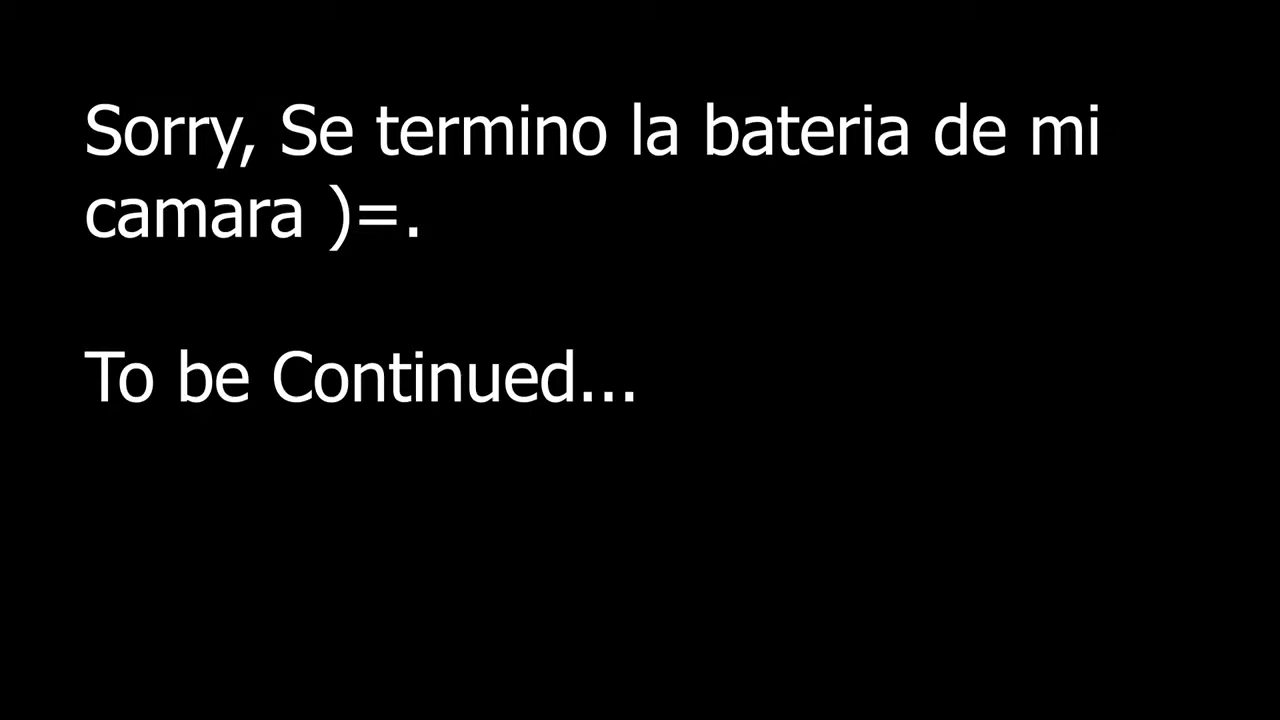 Sorry, Se termino la bateria de mi
camara )=.
To be Continued...